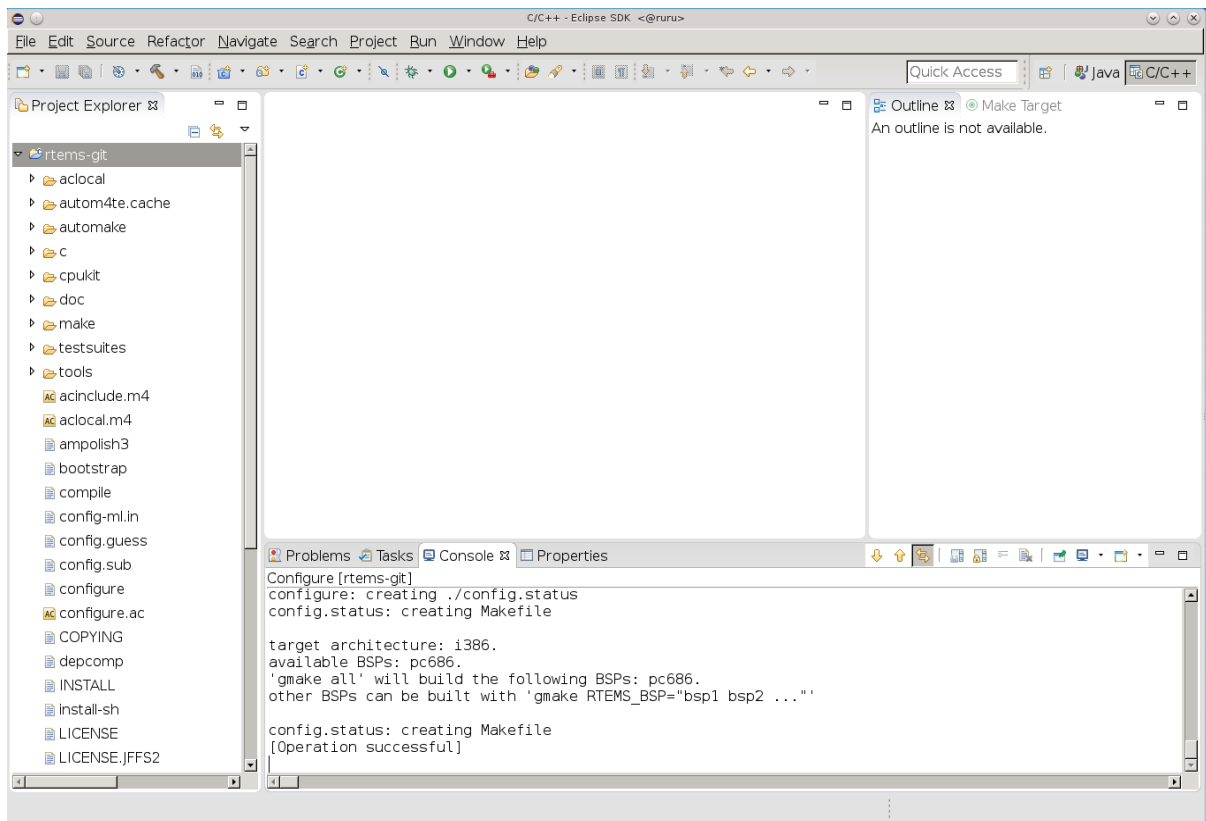 C/C++ - Eclipse SDK <@ruru>
File Edit Source Refactor Navigate Search Project Run Window Help
Quick Access Java C/C++
Project Explorer
Outline Make Target
An outline is not available.
rtems-git
aclocal
autom4te.cache
automake
c
cpukit
doc
make
testsuites
tools
AC acinclude.m4
AC aclocal.m4
ampolish3
bootstrap
compile
config-ml.in
config.guess
config.sub
configure
AC configure.ac
COPYING
depcomp
INSTALL
install-sh
LICENSE
LICENSE.JFFS2
Problems Tasks Console Properties
Configure [rtems-git]
configure: creating ./config.status
config.status: creating Makefile
target architecture: i386.
available BSPs: pc686.
'gmake all' will build the following BSPs: pc686.
other BSPs can be built with 'gmake RTEMS_BSP="bsp1 bsp2 ..."'
config.status: creating Makefile
[Operation successful]